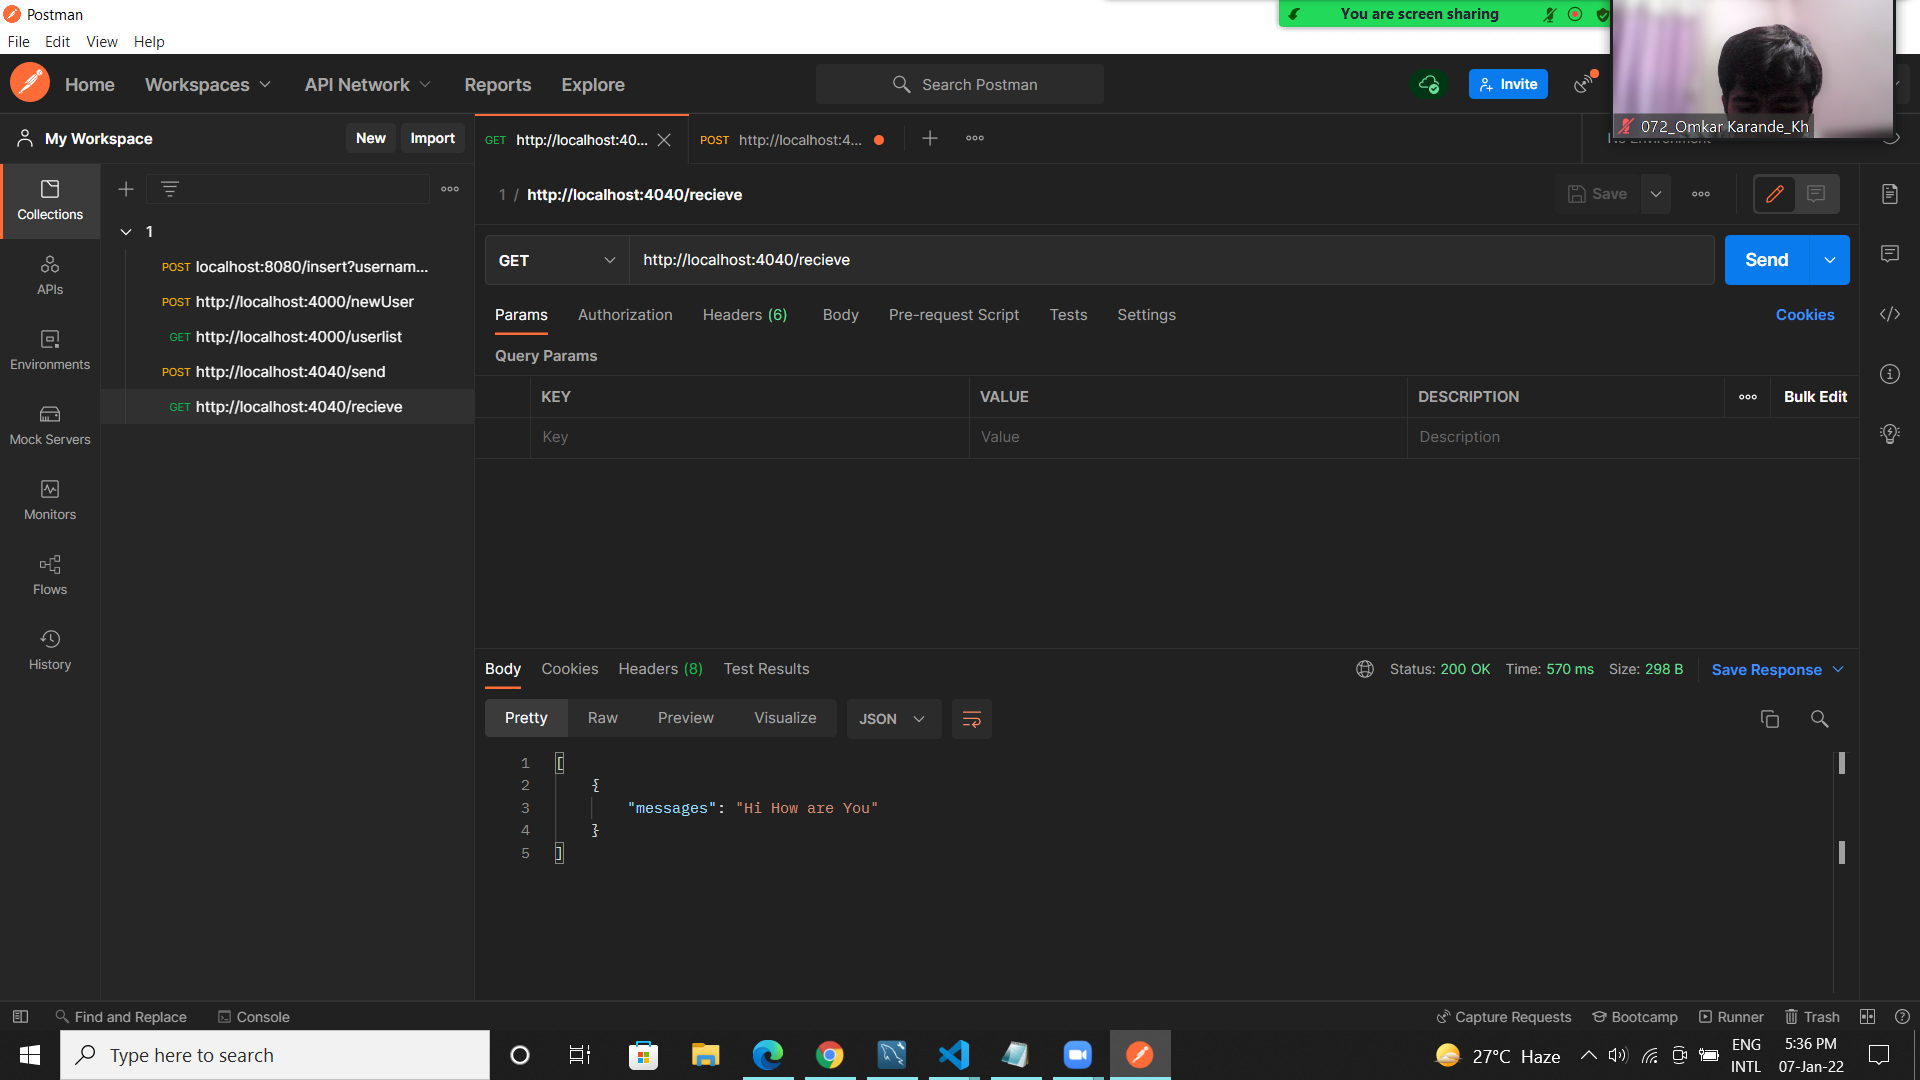 Postman
You are screen sharing
File Edit View Help
Home Workspaces API Network Reports Explore
Search Postman
Invite
072_Omkar Karande_Kh
My Workspace
New Import
GET http://localhost:40...
POST http://localhost:4...
No Environment
Collections
APIs
Environments
Mock Servers
Monitors
Flows
History
1
POST localhost:8080/insert?usernam...
POST http://localhost:4000/newUser
GET http://localhost:4000/userlist
POST http://localhost:4040/send
GET http://localhost:4040/recieve
1 / http://localhost:4040/recieve
Save
GET http://localhost:4040/recieve
Send
Params Authorization Headers (6) Body Pre-request Script Tests Settings
Cookies
Query Params
KEY VALUE DESCRIPTION
Bulk Edit
Key Value Description
Body Cookies Headers (8) Test Results
Status: 200 OK Time: 570 ms Size: 298 B
Save Response
Pretty Raw Preview Visualize JSON
1 [
2 {
3 "messages": "Hi How are You"
4 }
5 ]
Find and Replace Console
Capture Requests Bootcamp Runner Trash
Type here to search
27°C Haze
ENG
INTL
5:36 PM
07-Jan-22